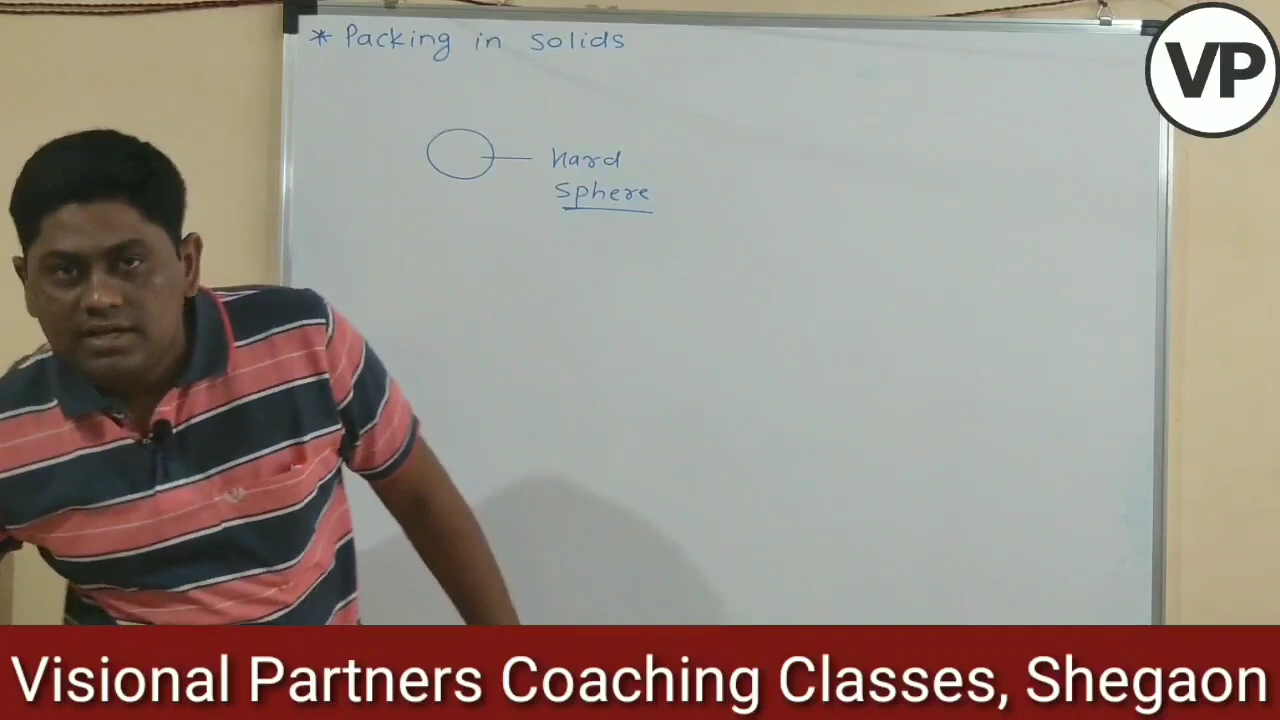 * Packing in solids
VP
hard
sphere
Visional Partners Coaching Classes, Shegaon